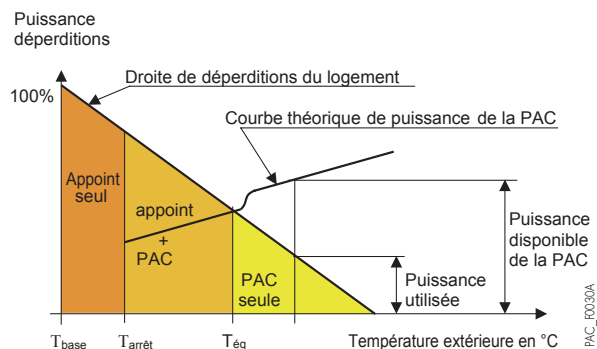 Puissance
déperditions
Droite de déperditions du logement
100%
Courbe théorique de puissance de la PAC
Appoint
seul
appoint
+
PAC
PAC
seule
Puissance
utilisée
Puissance
disponible
de la PAC
Tbase
Tarrêt
Téq
Température extérieure en °C
PAC_F0030A